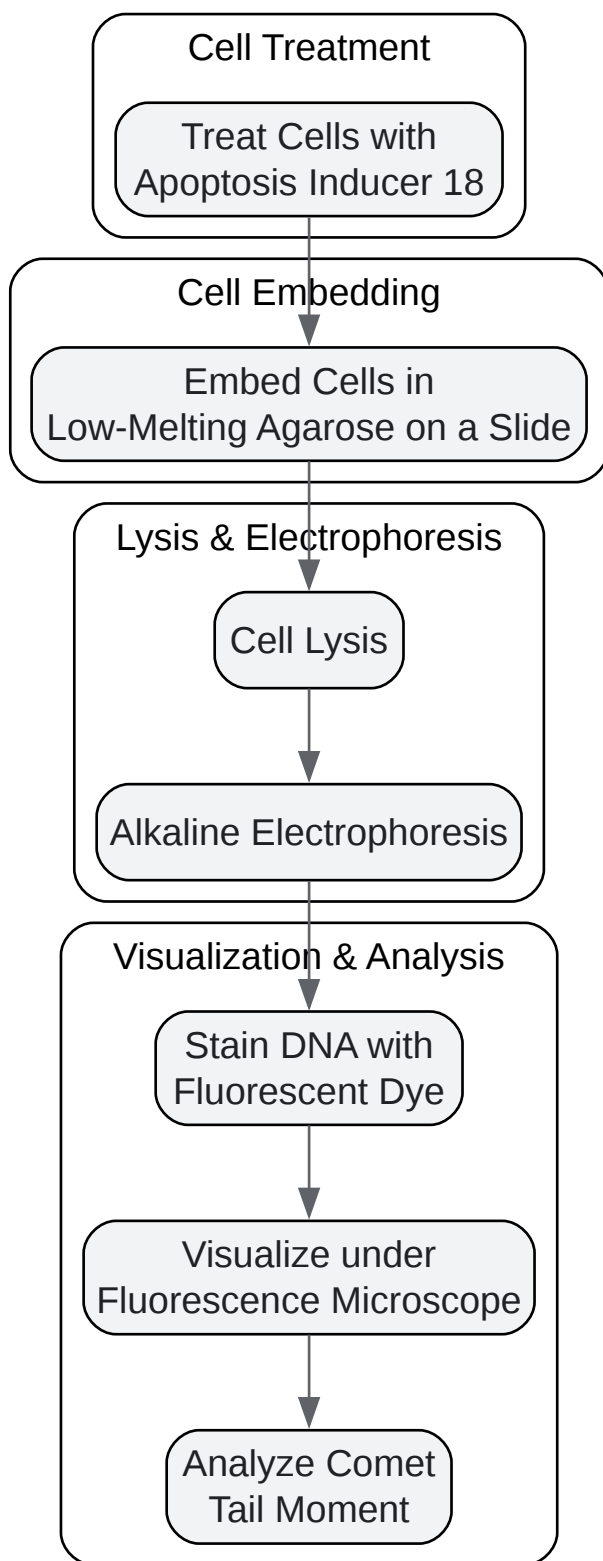 Cell Treatment
Treat Cells with
Apoptosis Inducer 18
Cell Embedding
Embed Cells in
Low-Melting Agarose on a Slide
Lysis & Electrophoresis
Cell Lysis
Alkaline Electrophoresis
Visualization & Analysis
Stain DNA with
Fluorescent Dye
Visualize under
Fluorescence Microscope
Analyze Comet
Tail Moment